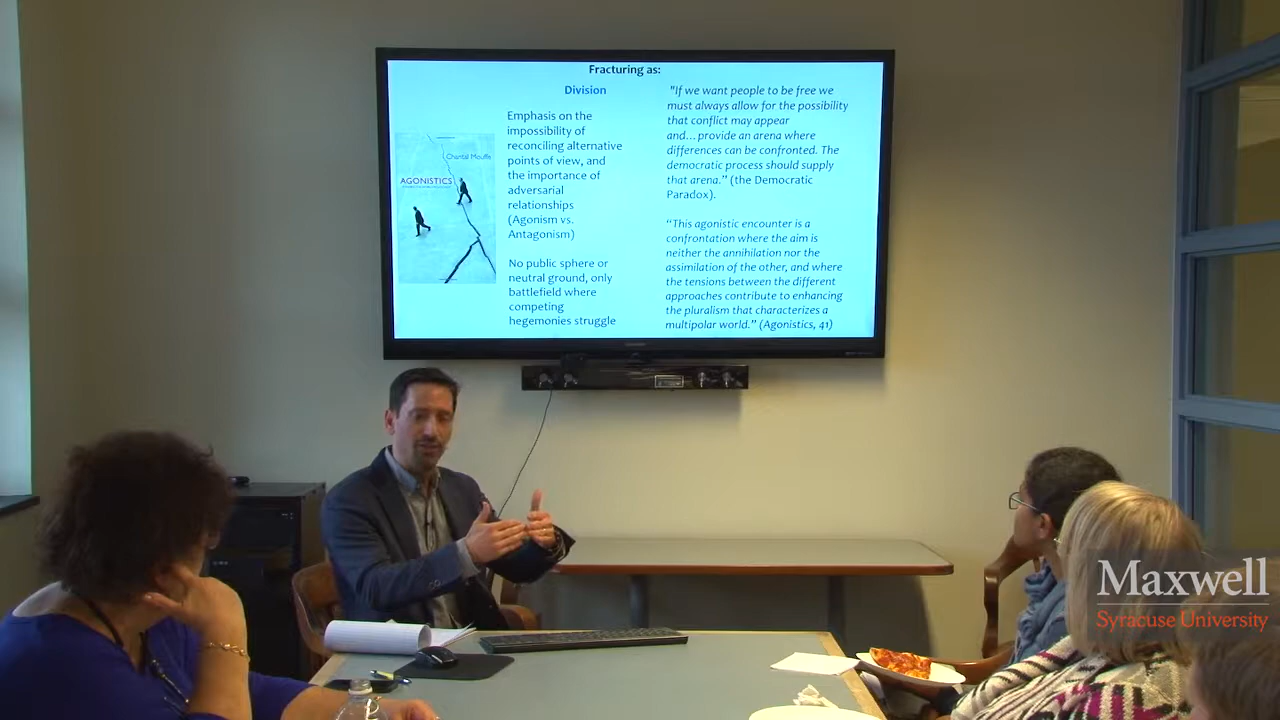 Fracturing as:
Division
Chantal Mouffe
AGONISTICS
Emphasis on the
impossibility of
reconciling alternative
points of view, and
the importance of
adversarial
relationships
(Agonism vs.
Antagonism)
No public sphere or
neutral ground, only
battlefield where
competing
hegemonies struggle
"If we want people to be free we
must always allow for the possibility
that conflict may appear
and... provide an arena where
differences can be confronted. The
democratic process should supply
that arena." (the Democratic
Paradox).
"This agonistic encounter is a
confrontation where the aim is
neither the annihilation nor the
assimilation of the other, and where
the tensions between the different
approaches contribute to enhancing
the pluralism that characterizes a
multipolar world." (Agonistics, 41)
Maxwell
Syracuse University